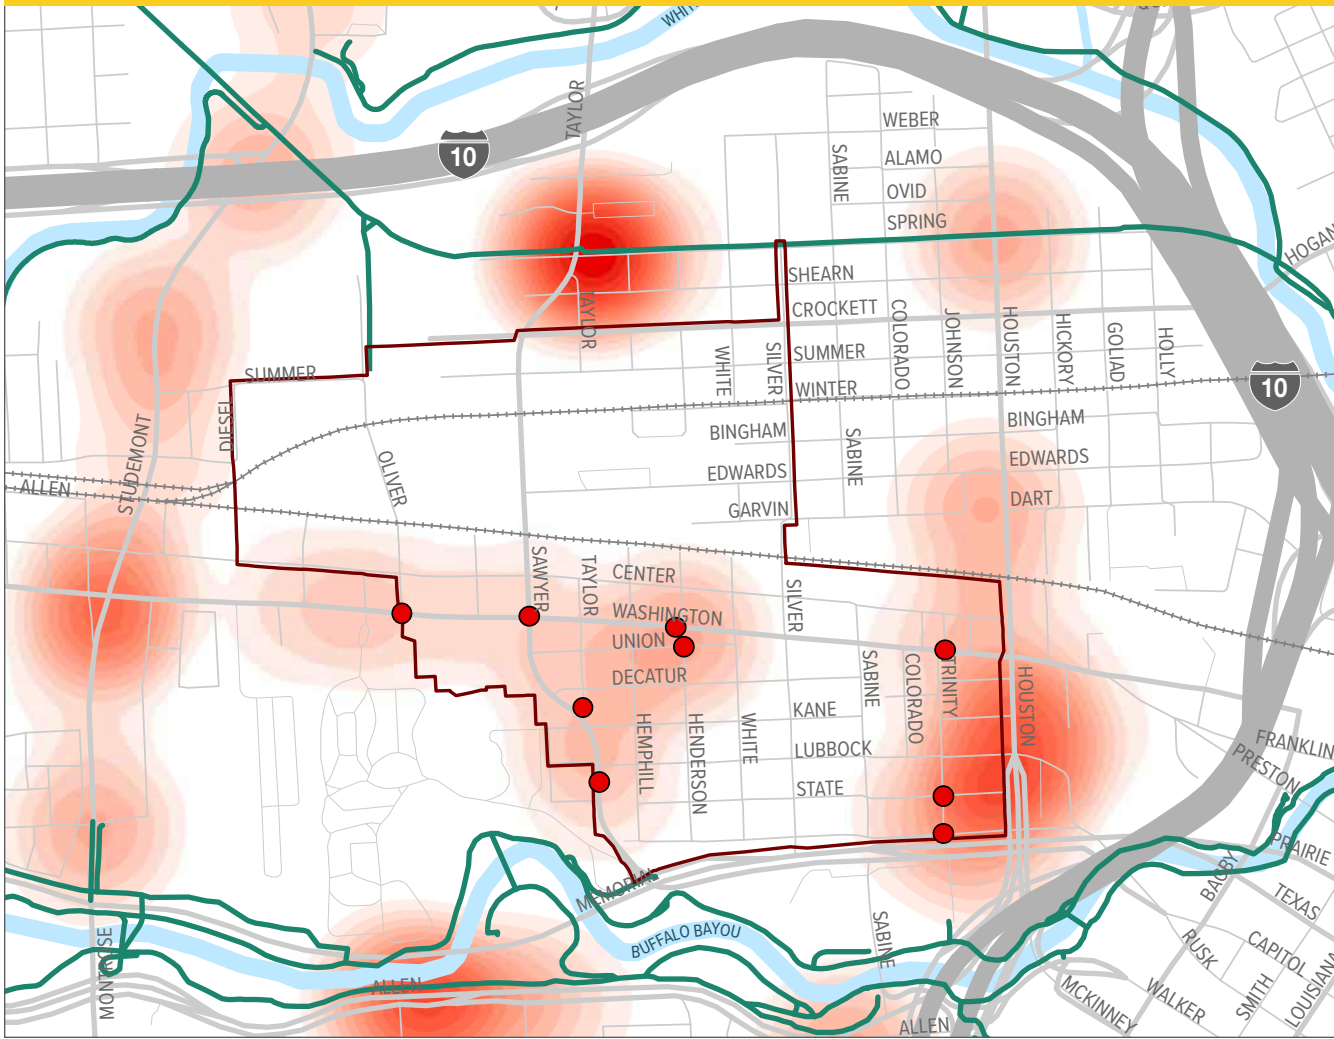 WHIT
TAYLOR
10
WEBER
SABINE
ALAMO
OVID
SPRING
HOGAN
SHEARN
TAYLOR
CROCKETT
COLORADO
JOHNSON
HOUSTON
HICKORY
GOLIAD
HOLLY
WHITE
SILVER
SUMMER
SUMMER
WINTER
10
DIESEL
STUDEMONT
BINGHAM
BINGHAM
SABINE
EDWARDS
EDWARDS
OLIVER
ALLEN
GARVIN
DART
SAWYER
TAYLOR
CENTER
SILVER
WASHINGTON
UNION
DECATUR
SABINE
COLORADO
TRINITY
HOUSTON
HEMPHILL
HENDERSON
WHITE
KANE
LUBBOCK
STATE
FRANKLIN
PRESTON
PRAIRIE
BAGBY
TEXAS
MEMORIAL
BUFFALO BAYOU
SABINE
MONTROSE
ALLEN
RUSK
CAPITOL
MCKINNEY
WALKER
SMITH
LOUISIANA
ALLEN